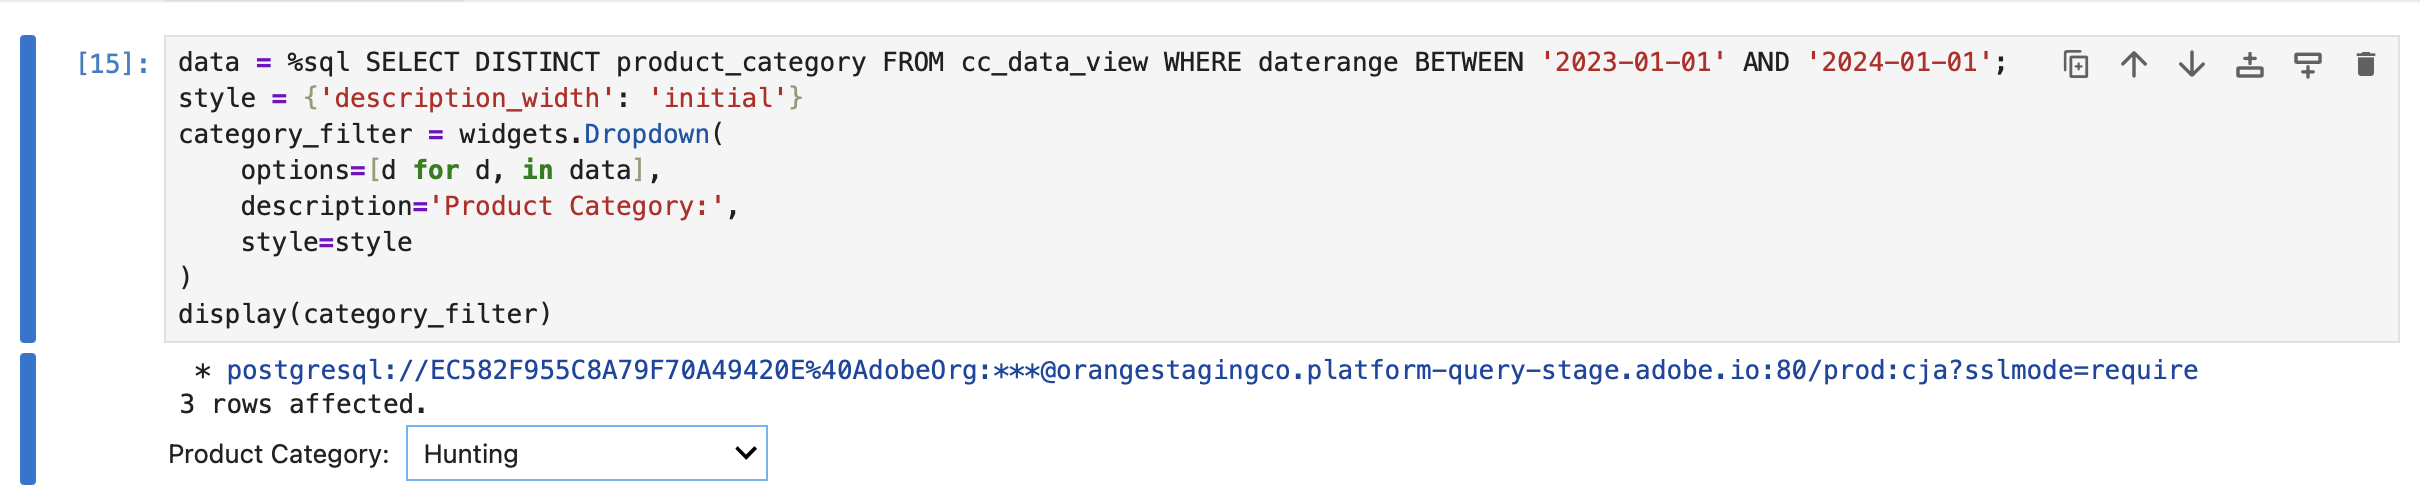 [15]:
data = %sql SELECT DISTINCT product_category FROM cc_data_view WHERE daterange BETWEEN '2023-01-01' AND '2024-01-01';
style = {'description_width': 'initial'}
category_filter = widgets.Dropdown(
    options=[d for d, in data],
    description='Product Category:',
    style=style
)
display(category_filter)
* postgresql://EC582F955C8A79F70A49420E%40AdobeOrg:***@orangestagingco.platform-query-stage.adobe.io:80/prod:cja?sslmode=require
3 rows affected.
Product Category: Hunting